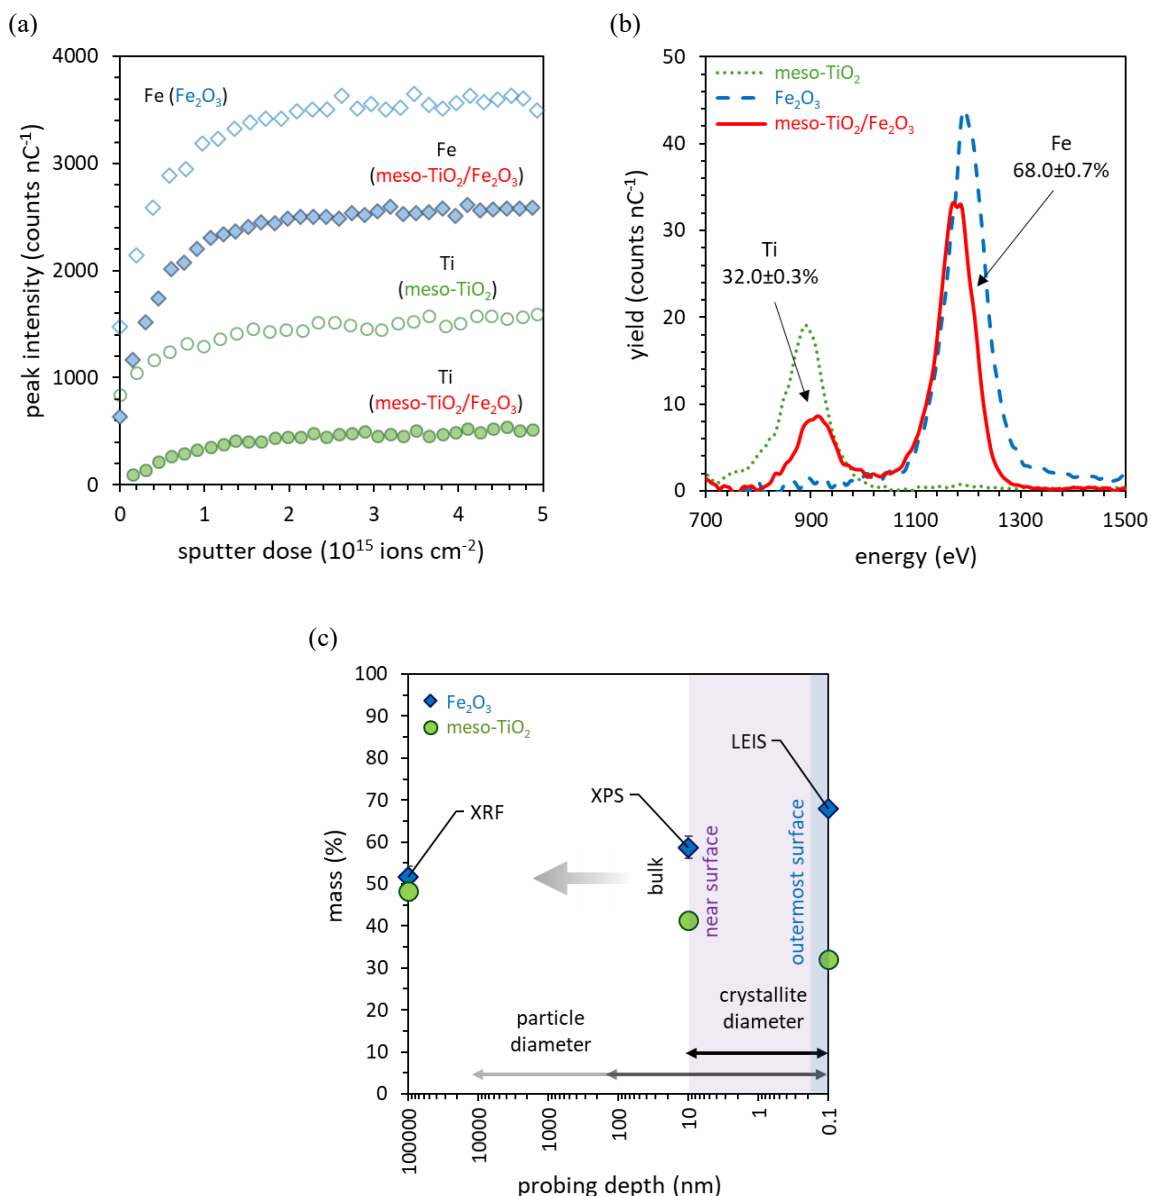 (a)
4000
3000
2000
1000
0
peak intensity (counts nC⁻¹)
Fe (Fe₂O₃)
Fe
(meso-TiO₂/Fe₂O₃)
Ti
(meso-TiO₂)
Ti
(meso-TiO₂/Fe₂O₃)
0 1 2 3 4 5
sputter dose (10¹⁵ ions cm⁻²)
(b)
50
40
30
20
10
0
yield (counts nC⁻¹)
meso-TiO₂
Fe₂O₃
meso-TiO₂/Fe₂O₃
Fe
68.0±0.7%
Ti
32.0±0.3%
700 900 1100 1300 1500
energy (eV)
(c)
100
90
80
70
60
50
40
30
20
10
0
mass (%)
Fe₂O₃
meso-TiO₂
XRF
XPS
LEIS
bulk
near surface
outermost surface
crystallite
diameter
particle
diameter
100000 10000 1000 100 10 1 0.1
probing depth (nm)